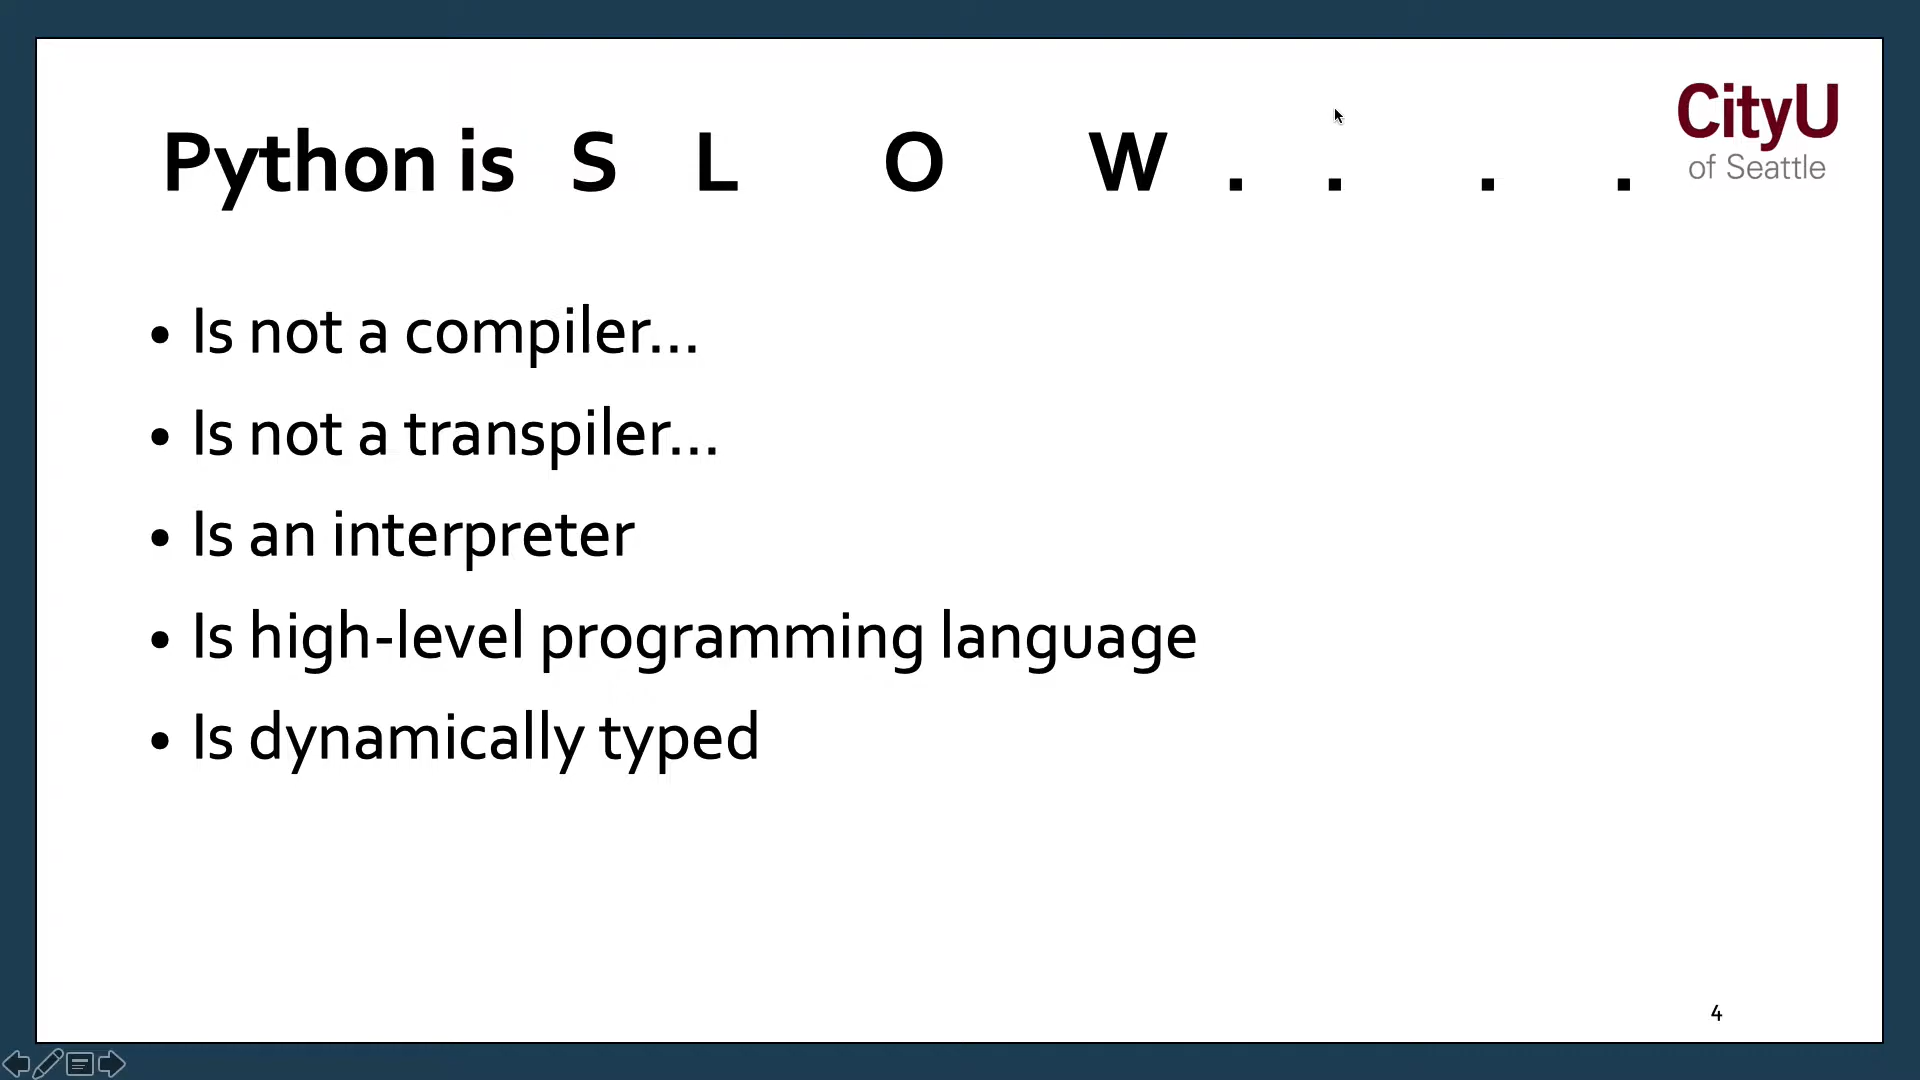 Python is S L O W . . . .
CityU
of Seattle
• Is not a compiler...
• Is not a transpiler...
• Is an interpreter
• Is high-level programming language
• Is dynamically typed
4